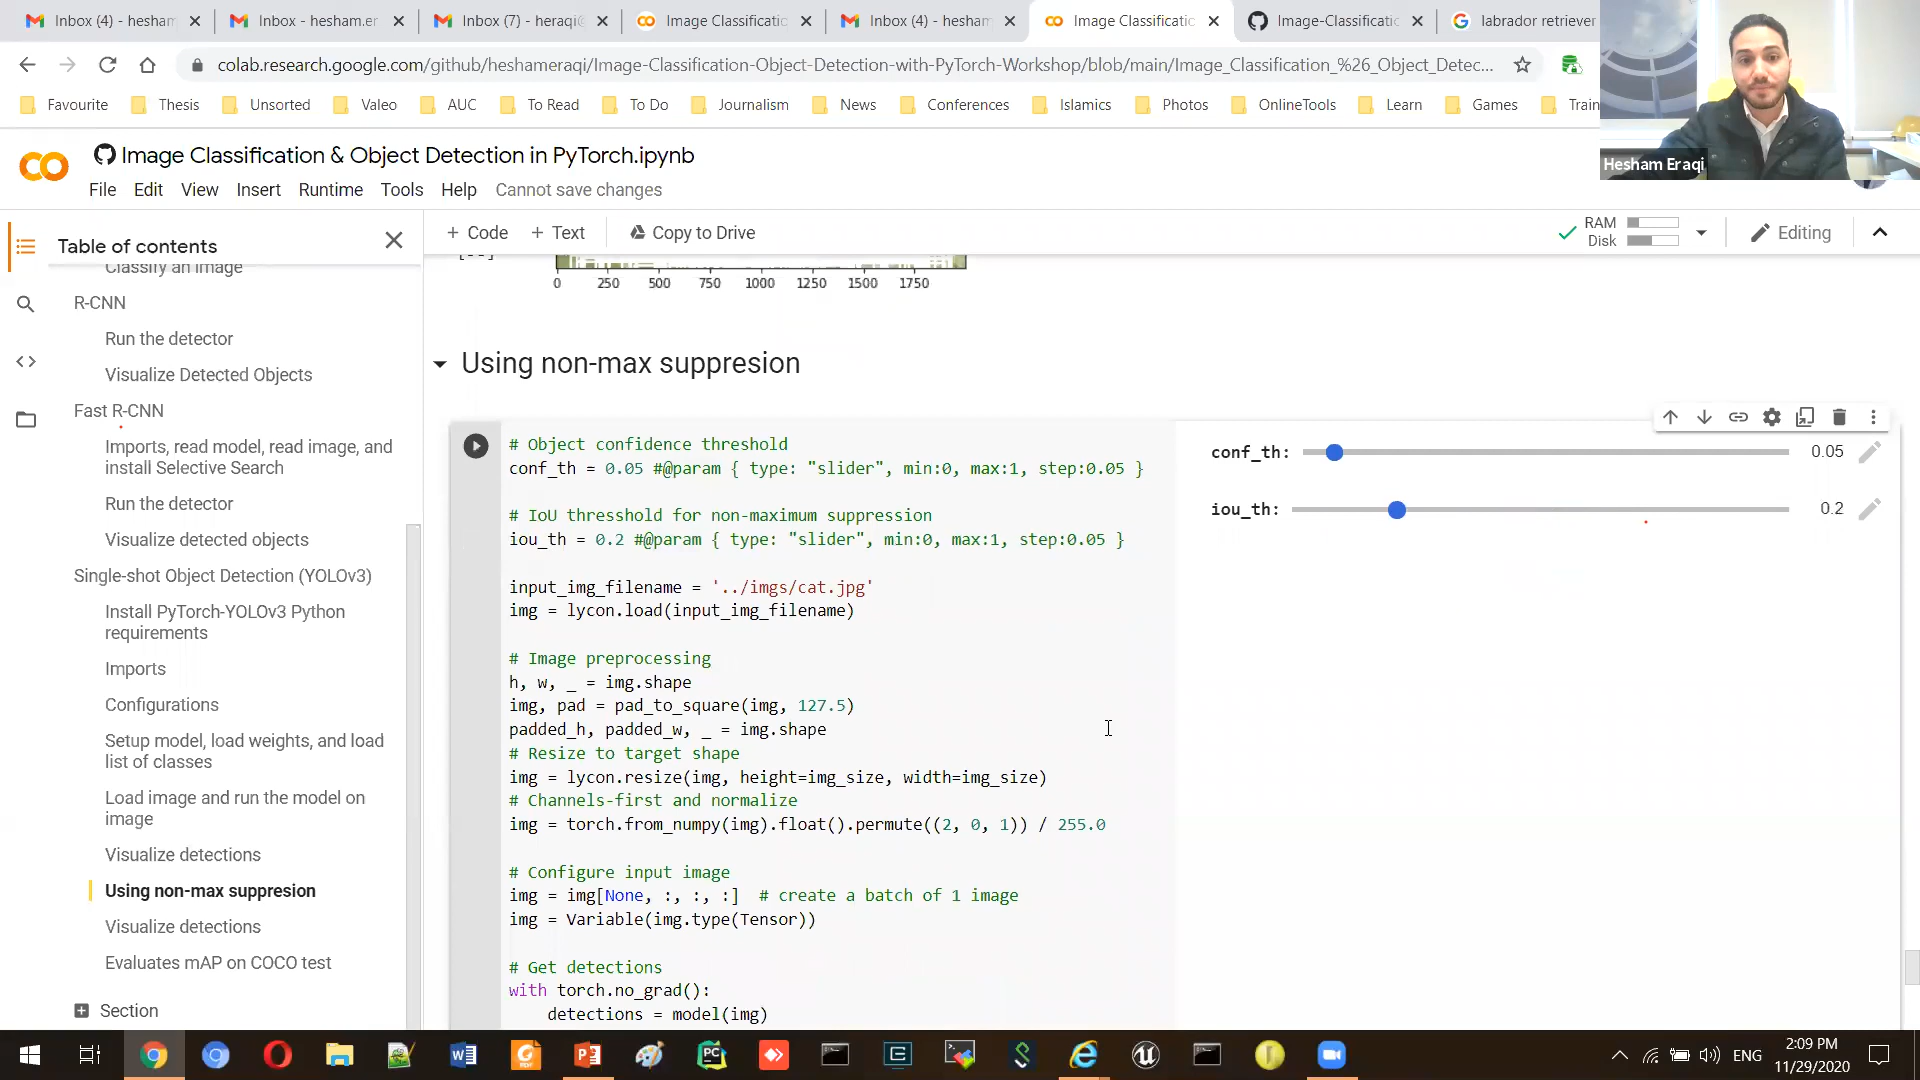 Inbox (4) - hesham
Inbox - hesham.er
Inbox (7) - heraqi@
Image Classificatic
Inbox (4) - hesham
Image Classificatic
Image-Classificatic
labrador retriever
colab.research.google.com/github/heshameraqi/Image-Classification-Object-Detection-with-PyTorch-Workshop/blob/main/Image_Classification_%26_Object_Detec...
Favourite
Thesis
Unsorted
Valeo
AUC
To Read
To Do
Journalism
News
Conferences
Islamics
Photos
OnlineTools
Learn
Games
Train
Hesham Eraqi
Image Classification & Object Detection in PyTorch.ipynb
File Edit View Insert Runtime Tools Help Cannot save changes
Table of contents
+ Code + Text Copy to Drive
RAM
Disk
Editing
Classify an image
R-CNN
Run the detector
Visualize Detected Objects
Fast R-CNN
Imports, read model, read image, and
install Selective Search
Run the detector
Visualize detected objects
Single-shot Object Detection (YOLOv3)
Install PyTorch-YOLOv3 Python
requirements
Imports
Configurations
Setup model, load weights, and load
list of classes
Load image and run the model on
image
Visualize detections
Using non-max suppresion
Visualize detections
Evaluates mAP on COCO test
Section
0 250 500 750 1000 1250 1500 1750
Using non-max suppresion
# Object confidence threshold
conf_th = 0.05 #@param { type: "slider", min:0, max:1, step:0.05 }
# IoU thresshold for non-maximum suppression
iou_th = 0.2 #@param { type: "slider", min:0, max:1, step:0.05 }
input_img_filename = '../imgs/cat.jpg'
img = lycon.load(input_img_filename)
# Image preprocessing
h, w, _ = img.shape
img, pad = pad_to_square(img, 127.5)
padded_h, padded_w, _ = img.shape
# Resize to target shape
img = lycon.resize(img, height=img_size, width=img_size)
# Channels-first and normalize
img = torch.from_numpy(img).float().permute((2, 0, 1)) / 255.0
# Configure input image
img = img[None, :, :, :] # create a batch of 1 image
img = Variable(img.type(Tensor))
# Get detections
with torch.no_grad():
detections = model(img)
conf_th: 0.05
iou_th: 0.2
ENG
2:09 PM
11/29/2020